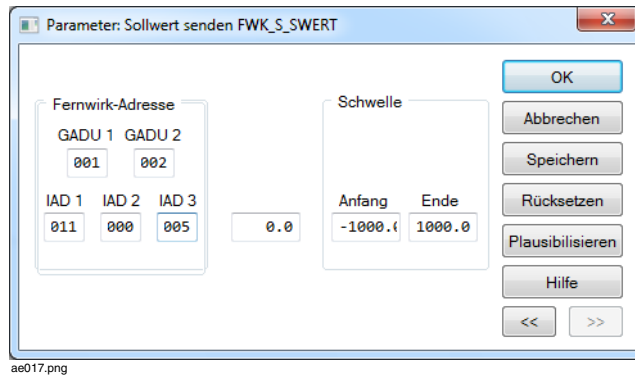 Parameter: Sollwert senden FWK_S_SWERT
OK
Fernwirk-Adresse
Schwelle
Abbrechen
GADU 1 GADU 2
001 002
Speichern
IAD 1 IAD 2 IAD 3
Anfang Ende
Rücksetzen
011 000 005 0.0 -1000.( 1000.0
Plausibilisieren
Hilfe
<< >>
ae017.png